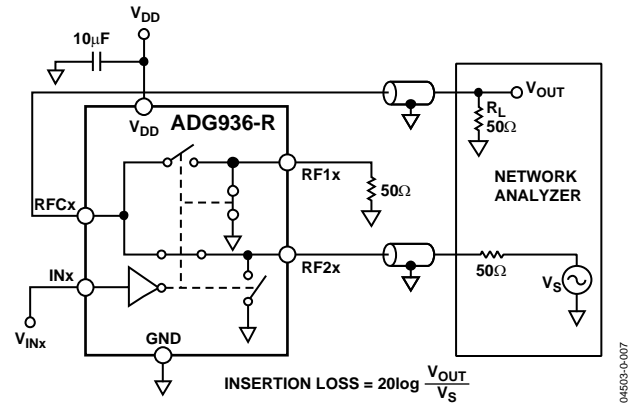 VDD
10µF
VDD
ADG936-R
VOUT
RL
50Ω
NETWORK
ANALYZER
RF1x
50Ω
RFCx
RF2x
50Ω
VS
INx
VINx
GND
INSERTION LOSS = 20log VOUT / VS
04503-0-007